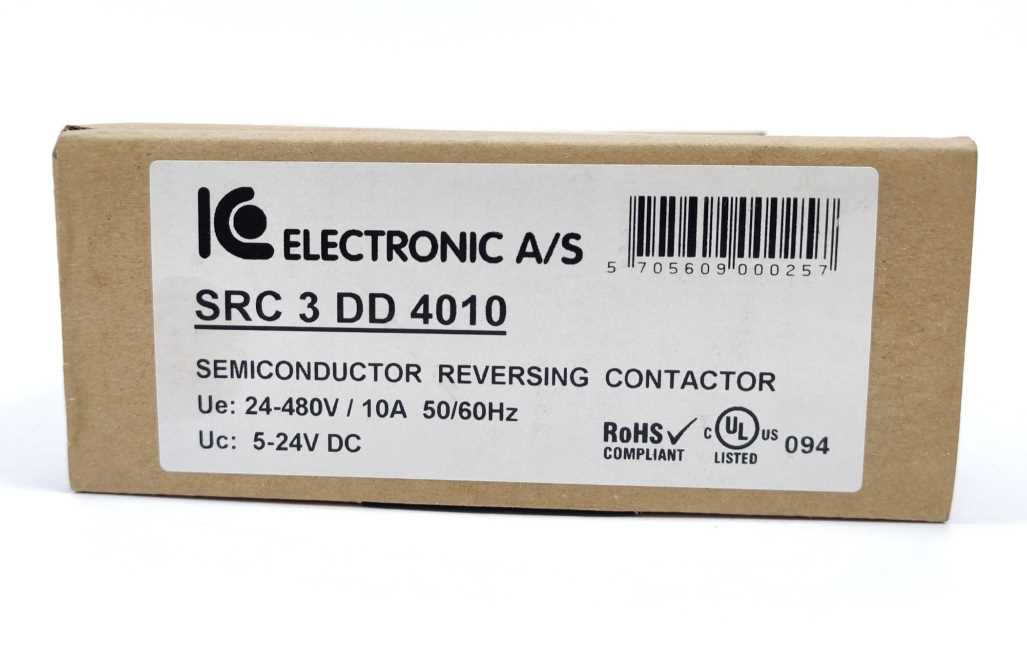 IC ELECTRONIC A/S
5 705609 000257
SRC 3 DD 4010
SEMICONDUCTOR REVERSING CONTACTOR
Ue: 24-480V / 10A 50/60Hz
Uc: 5-24V DC
RoHS
COMPLIANT
c UL US
LISTED
094